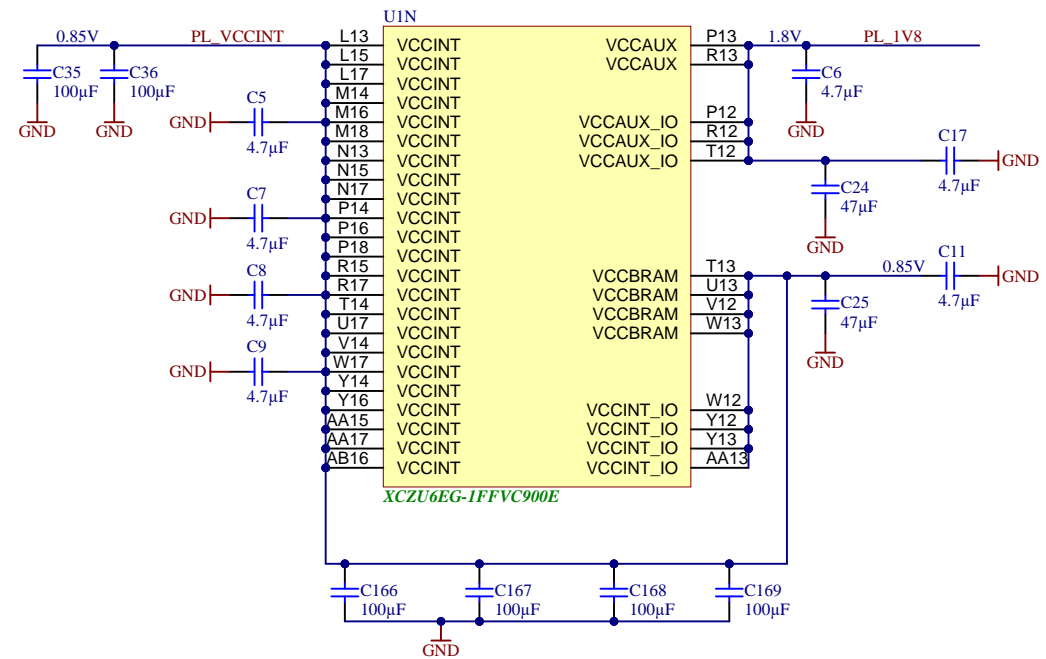 U1N
0.85V PL_VCCINT
C35
100µF
C36
100µF
GND
GND
C5
GND
4.7µF
C7
GND
4.7µF
C8
GND
4.7µF
C9
GND
4.7µF
L13 VCCINT
L15 VCCINT
L17 VCCINT
M14 VCCINT
M16 VCCINT
M18 VCCINT
N13 VCCINT
N15 VCCINT
N17 VCCINT
P14 VCCINT
P16 VCCINT
P18 VCCINT
R15 VCCINT
R17 VCCINT
T14 VCCINT
U17 VCCINT
V14 VCCINT
W17 VCCINT
Y14 VCCINT
Y16 VCCINT
AA15 VCCINT
AA17 VCCINT
AB16 VCCINT
VCCAUX P13
VCCAUX R13
VCCAUX_IO P12
VCCAUX_IO R12
VCCAUX_IO T12
VCCBRAM T13
VCCBRAM U13
VCCBRAM V12
VCCBRAM W13
VCCINT_IO W12
VCCINT_IO Y12
VCCINT_IO Y13
VCCINT_IO AA13
1.8V PL_1V8
C6
4.7µF
GND
C17
GND
4.7µF
C24
47µF
GND
0.85V
C11
GND
4.7µF
C25
47µF
GND
XCZU6EG-1FFVC900E
C166
100µF
C167
100µF
C168
100µF
C169
100µF
GND